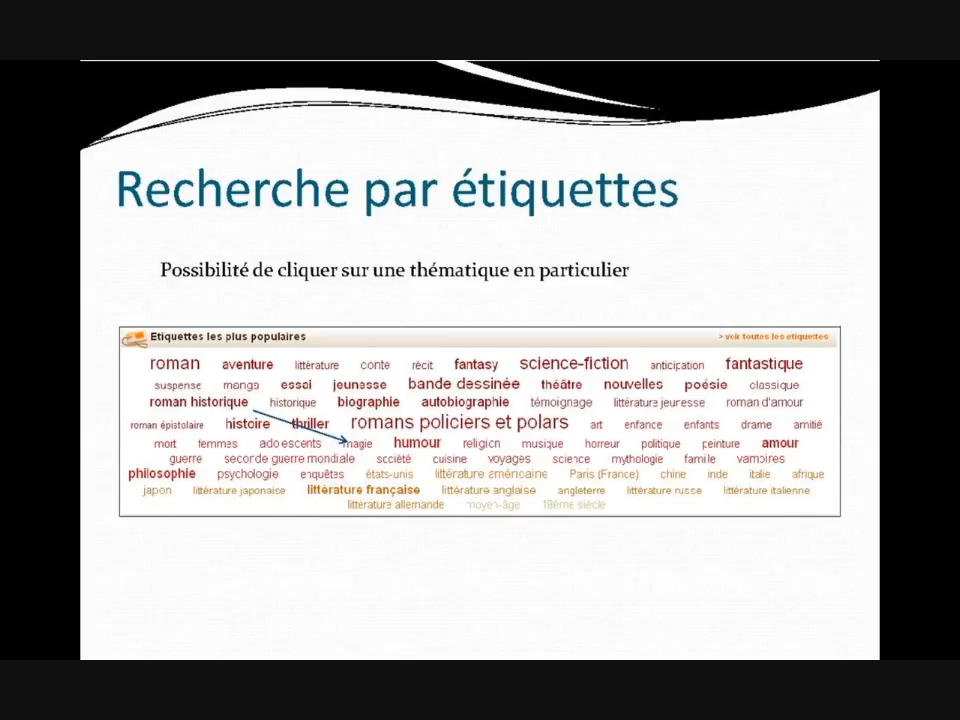 Recherche par étiquettes
Possibilité de cliquer sur une thématique en particulier
Etiquettes les plus populaires > voir toutes les etiquettes
roman aventure littérature conte récit fantasy science-fiction anticipation fantastique
suspense manga essai jeunesse bande dessinée théâtre nouvelles poésie classique
roman historique historique biographie autobiographie témoignage littérature jeunesse roman d'amour
roman épistolaire histoire thriller romans policiers et polars art enfance enfants drame amitié
mort femmes adolescents magie humour religion musique horreur politique peinture amour
guerre seconde guerre mondiale société cuisine voyages science mythologie famille vampires
philosophie psychologie enquêtes états-unis littérature américaine Paris (France) chine inde italie afrique
japon littérature japonaise littérature française littérature anglaise angleterre littérature russe littérature italienne
littérature allemande moyen-âge 19ème siècle